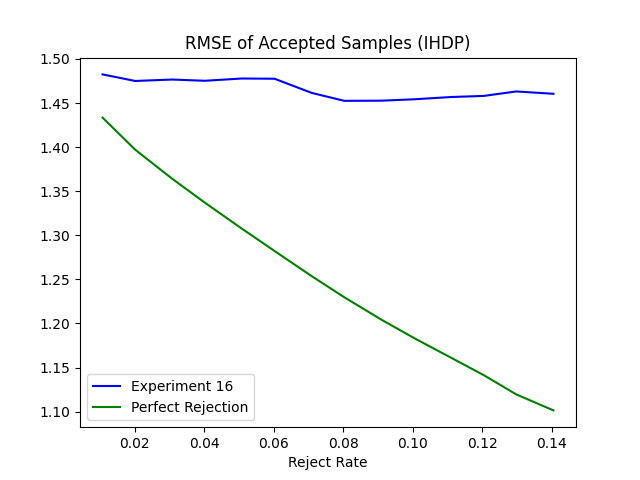 RMSE of Accepted Samples (IHDP)
1.50
1.45
1.40
1.35
1.30
1.25
1.20
1.15
1.10
Experiment 16
Perfect Rejection
0.02 0.04 0.06 0.08 0.10 0.12 0.14
Reject Rate